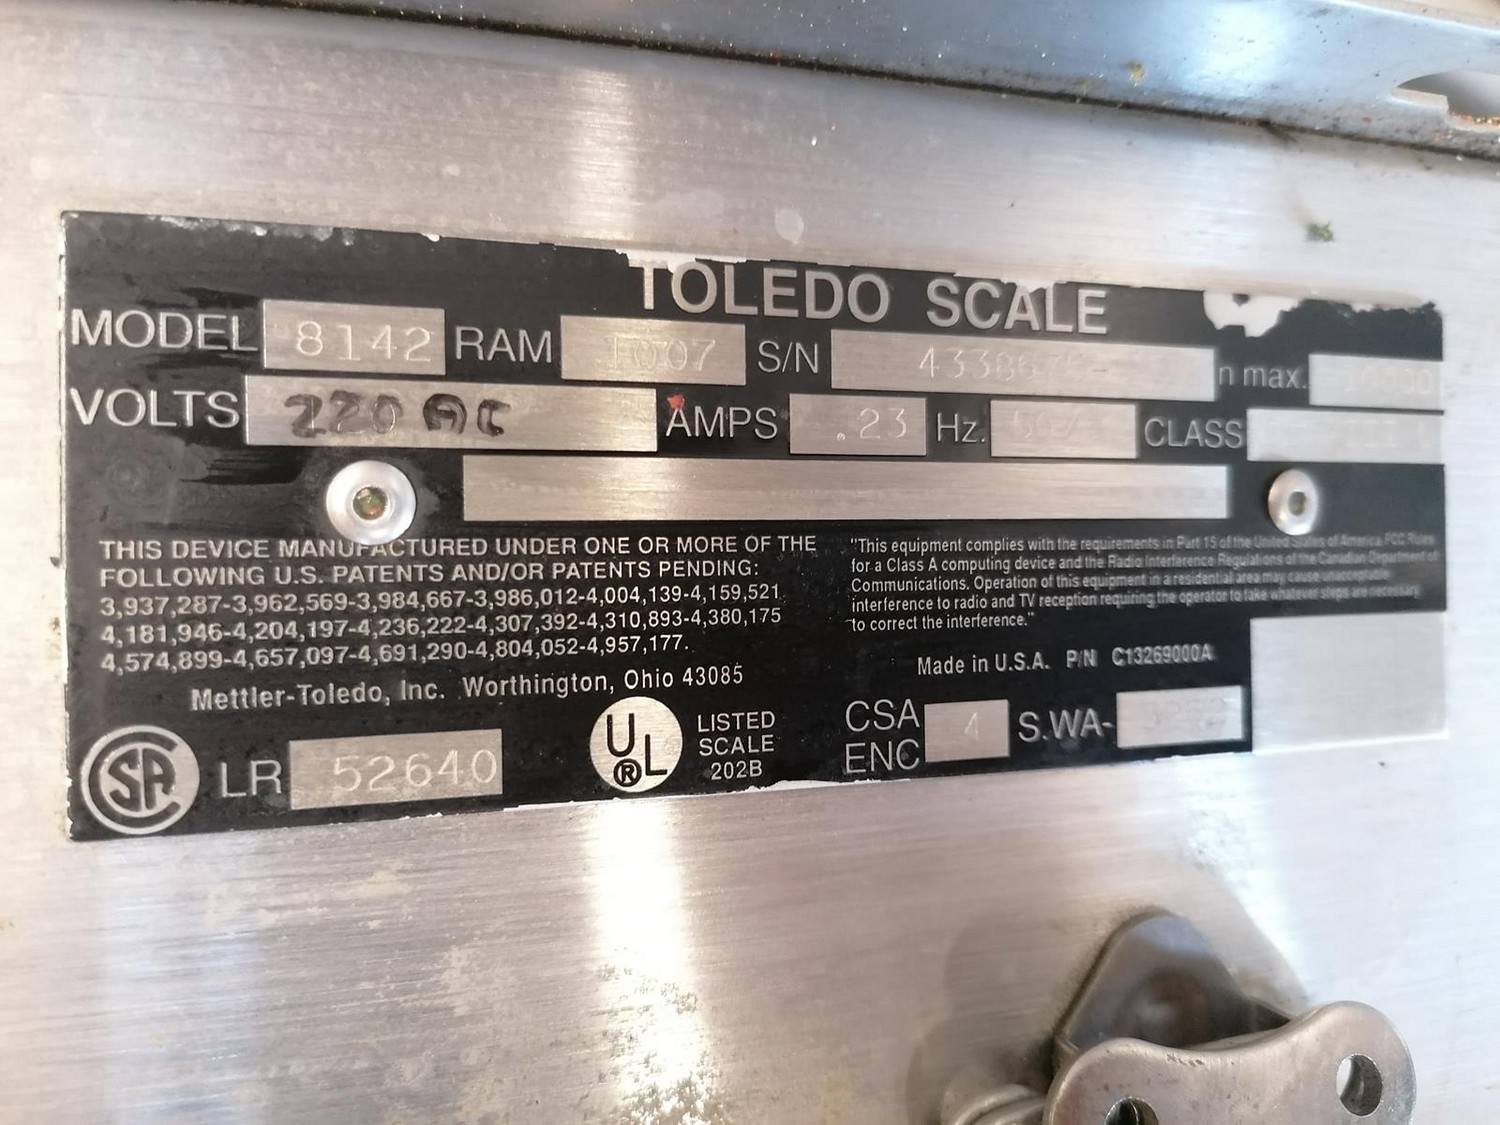 TOLEDO SCALE
MODEL 8142 RAM 1007 S/N n max.
VOLTS 220 AC AMPS .23 Hz. CLASS
THIS DEVICE MANUFACTURED UNDER ONE OR MORE OF THE
FOLLOWING U.S. PATENTS AND/OR PATENTS PENDING:
3,937,287-3,962,569-3,984,667-3,986,012-4,004,139-4,159,521
4,181,946-4,204,197-4,236,222-4,307,392-4,310,893-4,380,175
4,574,899-4,657,097-4,691,290-4,804,052-4,957,177.
Mettler-Toledo, Inc. Worthington, Ohio 43085
"This equipment complies with the requirements in Part 15 of the United States of America FCC Rules
for a Class A computing device and the Radio Interference Regulations of the Canadian Department of
Communications. Operation of this equipment in a residential area may cause unacceptable
interference to radio and TV reception requiring the operator to take whatever steps are necessary
to correct the interference."
Made in U.S.A. P/N C13269000A
CSA LR 52640
UL ® LISTED
SCALE
202B
CSA
ENC 4 S.WA-